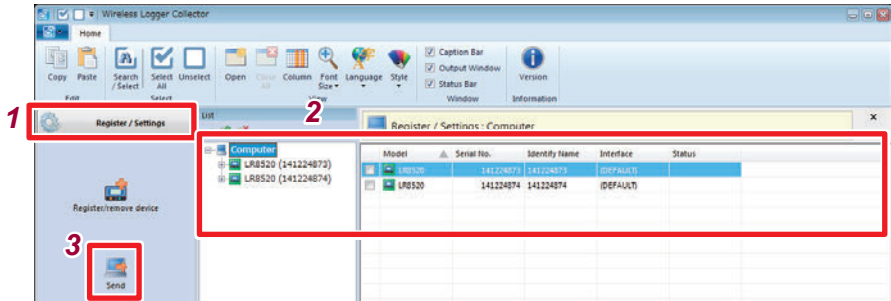 Wireless Logger Collector
Home
Copy Paste Search / Select Select All Unselect Open Close All Column Font Size Language Style
Caption Bar
Output Window
Status Bar
Version
Edit Select View Window Information
1
Register / Settings
List
2
Register / Settings : Computer
x
Computer
LR8520 (141224873)
LR8520 (141224874)
Model Serial No. Identify Name Interface Status
LR8520 141224873 141224873 (DEFAULT)
LR8520 141224874 141224874 (DEFAULT)
Register/remove device
3
Send